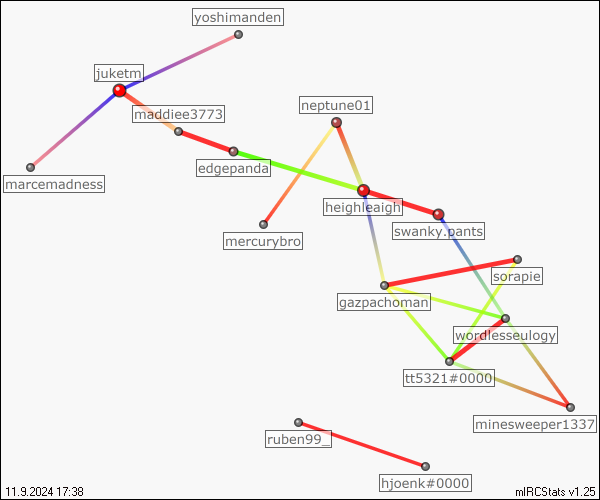 yoshimanden
juketm
maddiee3773
neptune01
edgepanda
marcemadness
heighleaigh
swanky.pants
mercurybro
sorapie
gazpachoman
wordlesseulogy
tt5321#0000
minesweeper1337
ruben99_
hjoenk#0000
11.9.2024 17:38
mIRCStats v1.25